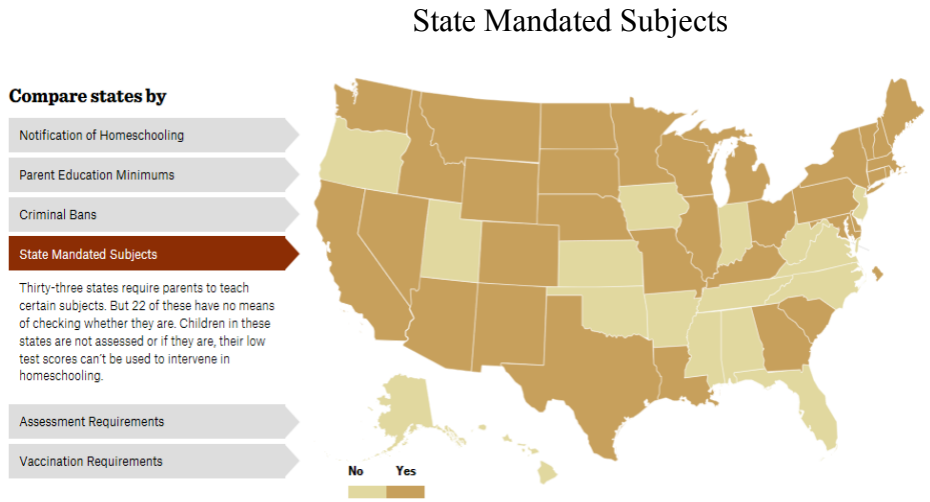 State Mandated Subjects
Compare states by
Notification of Homeschooling
Parent Education Minimums
Criminal Bans
State Mandated Subjects
Thirty-three states require parents to teach
certain subjects. But 22 of these have no means
of checking whether they are. Children in these
states are not assessed or if they are, their low
test scores can't be used to intervene in
homeschooling.
Assessment Requirements
Vaccination Requirements
No Yes